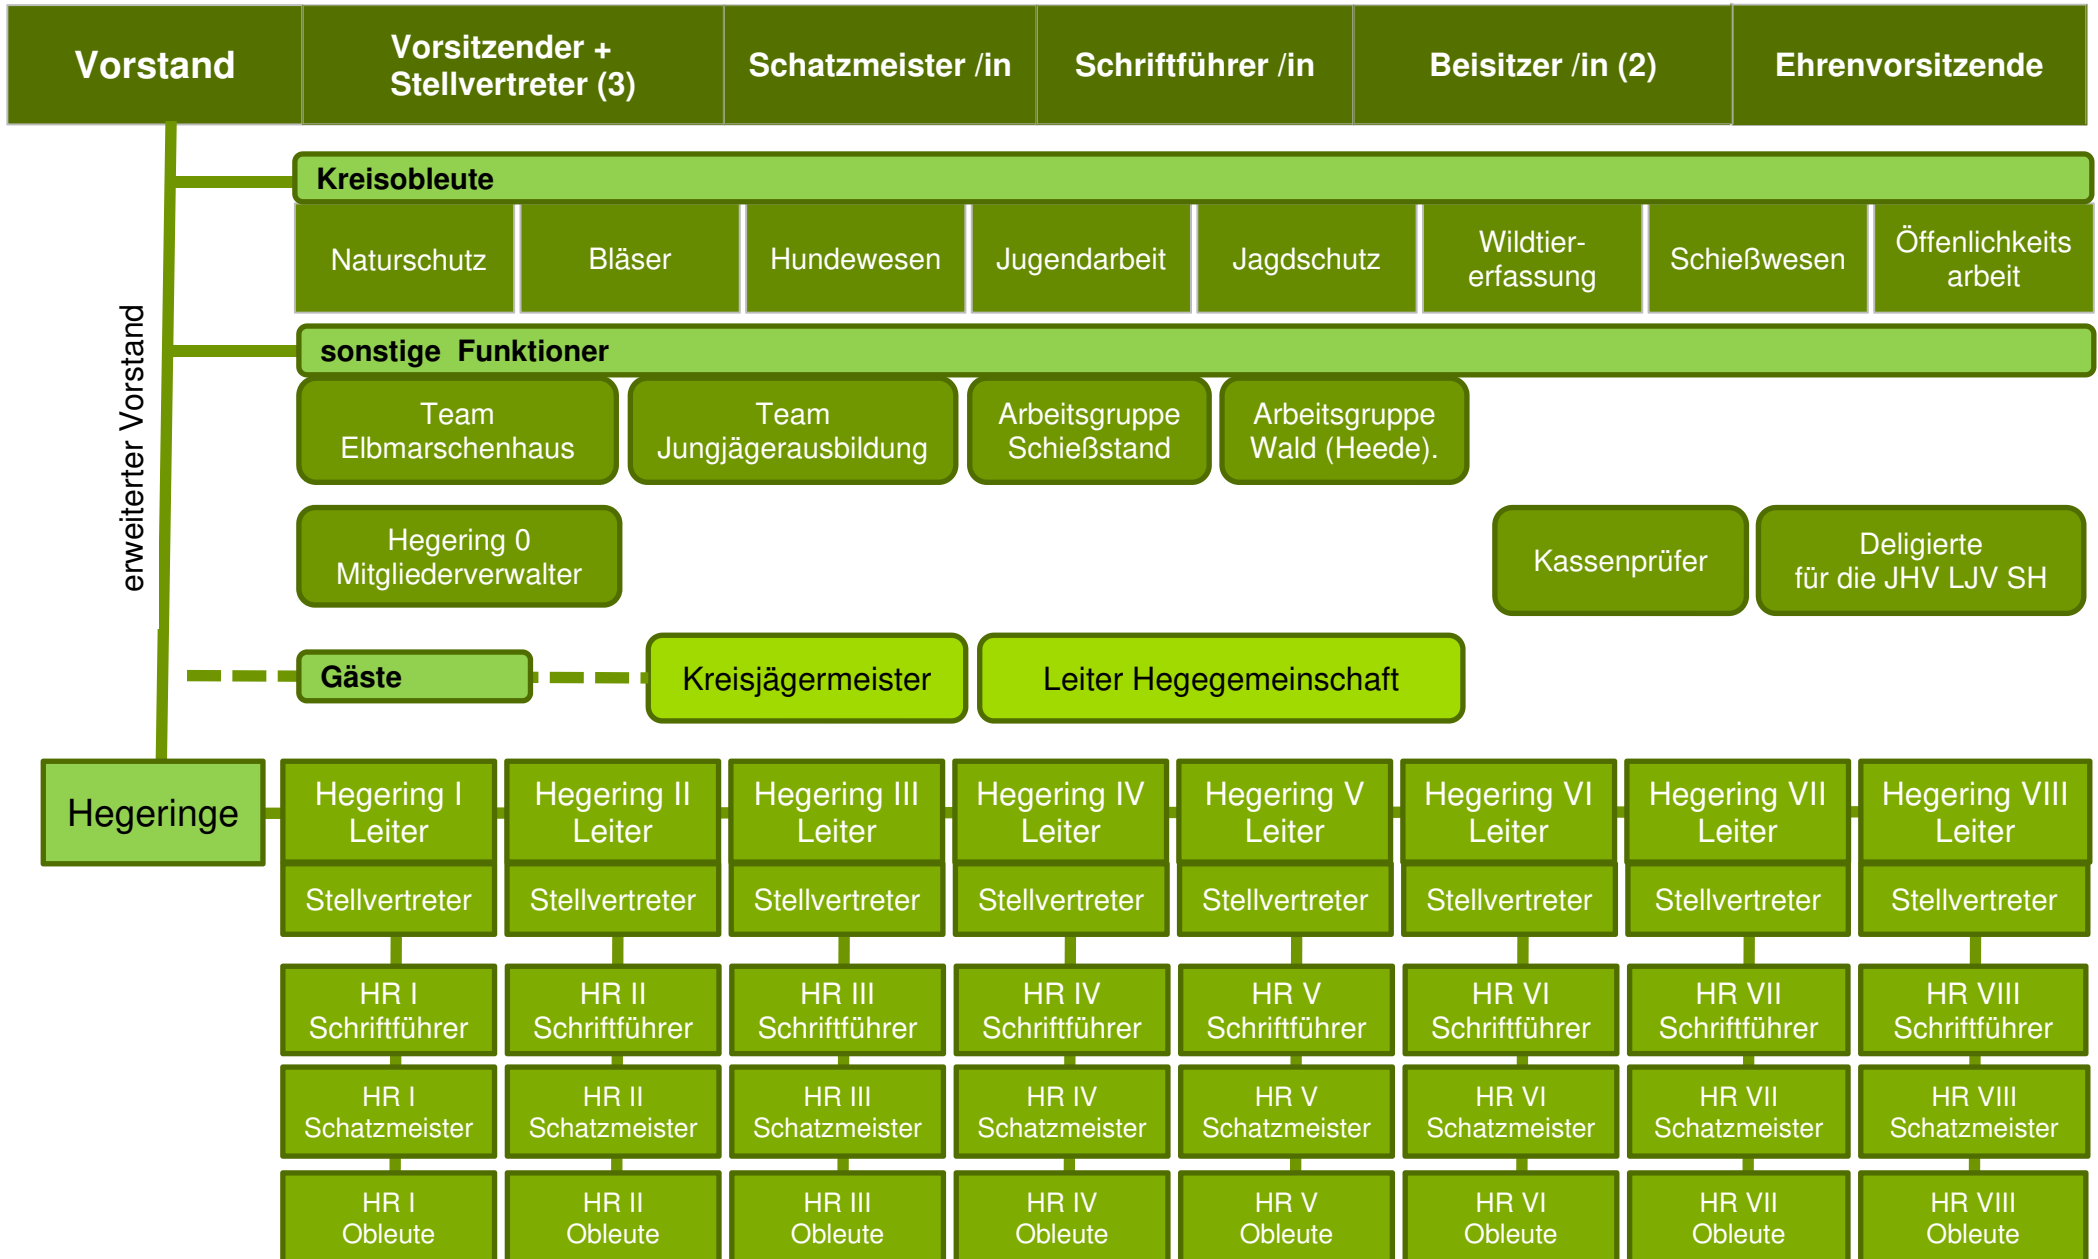 Vorstand
Vorsitzender +
Stellvertreter (3)
Schatzmeister /in
Schriftführer /in
Beisitzer /in (2)
Ehrenvorsitzende
erweiterter Vorstand
Kreisobleute
Naturschutz
Bläser
Hundewesen
Jugendarbeit
Jagdschutz
Wildtier-
erfassung
Schießwesen
Öffenlichkeits
arbeit
sonstige Funktioner
Team
Elbmarschenhaus
Team
Jungjägerausbildung
Arbeitsgruppe
Schießstand
Arbeitsgruppe
Wald (Heede).
Hegering 0
Mitgliederverwalter
Kassenprüfer
Deligierte
für die JHV LJV SH
Gäste
Kreisjägermeister
Leiter Hegegemeinschaft
Hegeringe
Hegering I
Leiter
Hegering II
Leiter
Hegering III
Leiter
Hegering IV
Leiter
Hegering V
Leiter
Hegering VI
Leiter
Hegering VII
Leiter
Hegering VIII
Leiter
Stellvertreter
Stellvertreter
Stellvertreter
Stellvertreter
Stellvertreter
Stellvertreter
Stellvertreter
Stellvertreter
HR I
Schriftführer
HR II
Schriftführer
HR III
Schriftführer
HR IV
Schriftführer
HR V
Schriftführer
HR VI
Schriftführer
HR VII
Schriftführer
HR VIII
Schriftführer
HR I
Schatzmeister
HR II
Schatzmeister
HR III
Schatzmeister
HR IV
Schatzmeister
HR V
Schatzmeister
HR VI
Schatzmeister
HR VII
Schatzmeister
HR VIII
Schatzmeister
HR I
Obleute
HR II
Obleute
HR III
Obleute
HR IV
Obleute
HR V
Obleute
HR VI
Obleute
HR VII
Obleute
HR VIII
Obleute